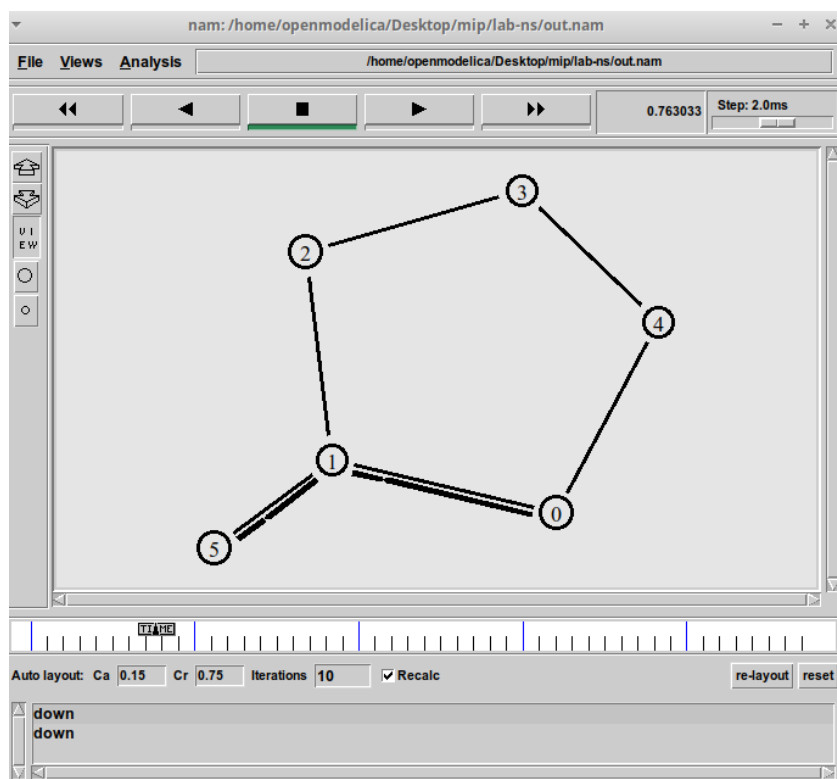 nam: /home/openmodelica/Desktop/mip/lab-ns/out.nam
File Views Analysis /home/openmodelica/Desktop/mip/lab-ns/out.nam
0.763033 Step: 2.0ms
3
2
V I
E W
4
1
0
5
TIME
Auto layout: Ca 0.15 Cr 0.75 Iterations 10 Recalc re-layout reset
down
down